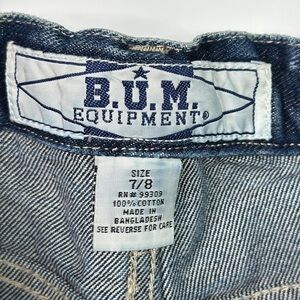 B.U.M.
EQUIPMENT®
SIZE
7/8
RN# 99309
100% COTTON
MADE IN
BANGLADESH
SEE REVERSE FOR CARE